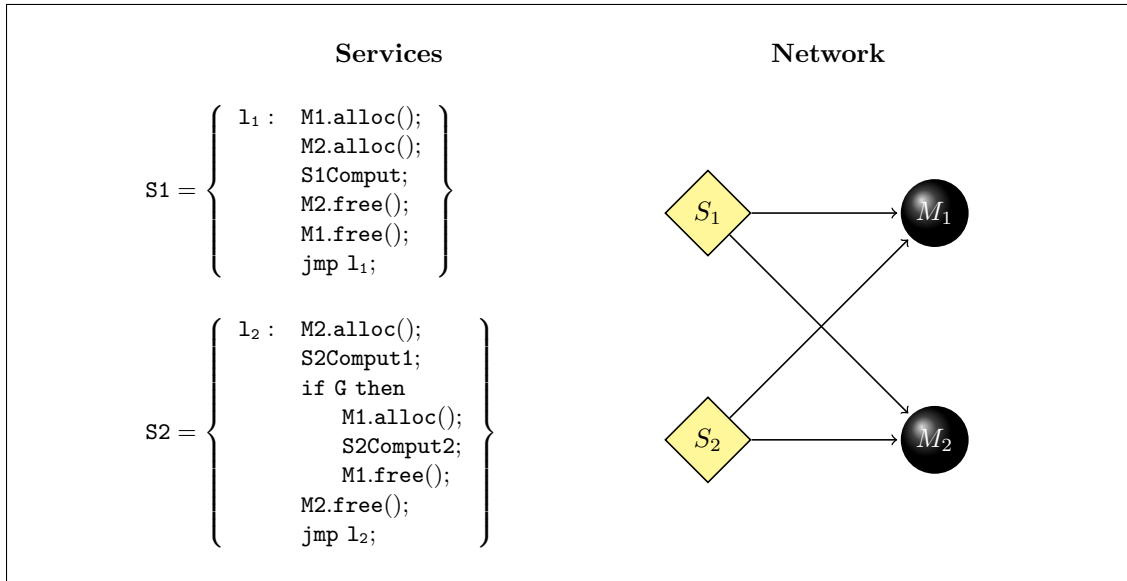 Services
S1 =
l₁ : M1.alloc();
M2.alloc();
S1Comput;
M2.free();
M1.free();
jmp l₁;
S2 =
l₂ : M2.alloc();
S2Comput1;
if G then
M1.alloc();
S2Comput2;
M1.free();
M2.free();
jmp l₂;
Network
S₁
M₁
S₂
M₂